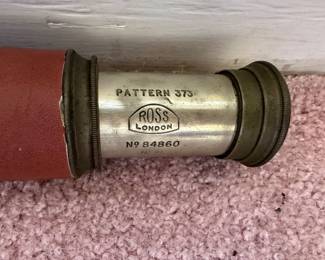 PATTERN 373
ROSS
LONDON
Nº 84860